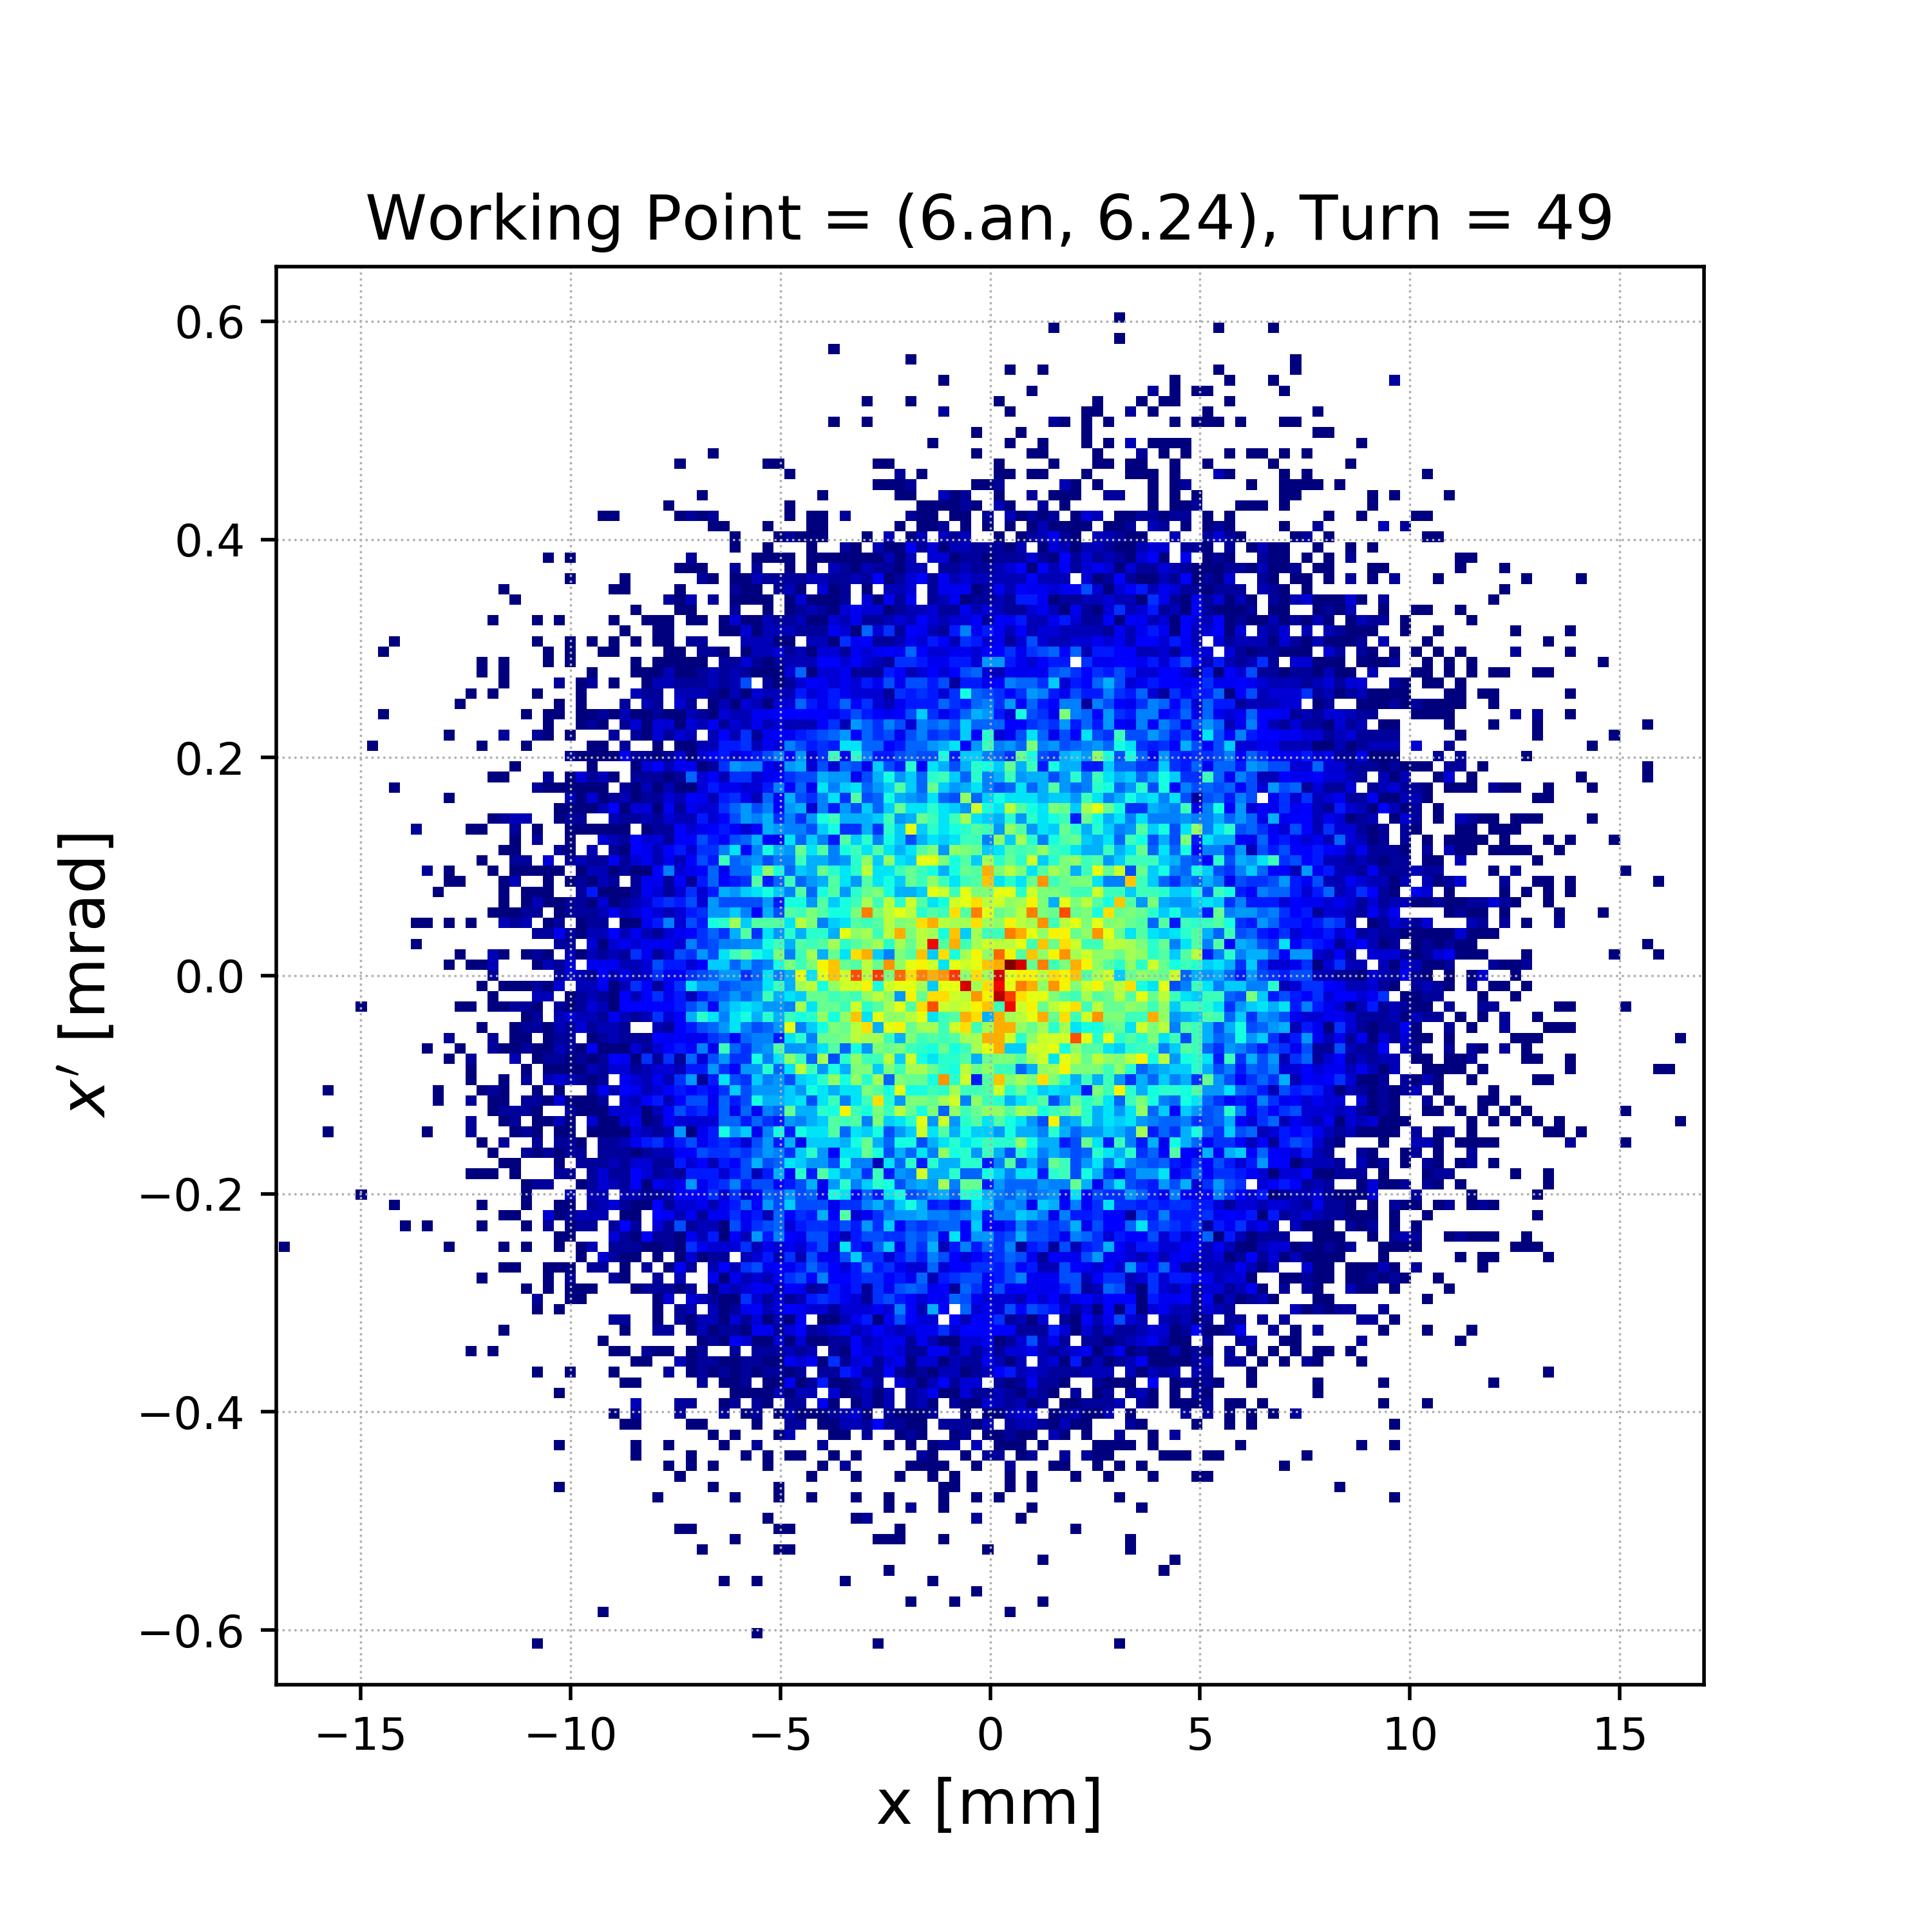 Working Point = (6.an, 6.24), Turn = 49
0.6
0.4
0.2
0.0
−0.2
−0.4
−0.6
x′ [mrad]
−15 −10 −5 0 5 10 15
x [mm]